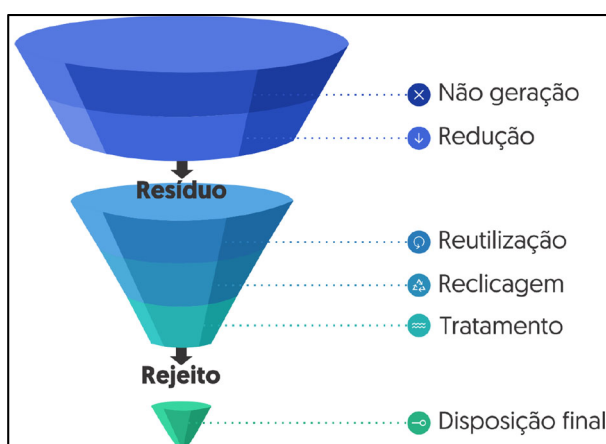 Não geração
Redução
Resíduo
Reutilização
Reclicagem
Tratamento
Rejeito
Disposição final